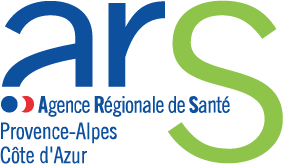 ars
Agence Régionale de Santé
Provence-Alpes
Côte d'Azur